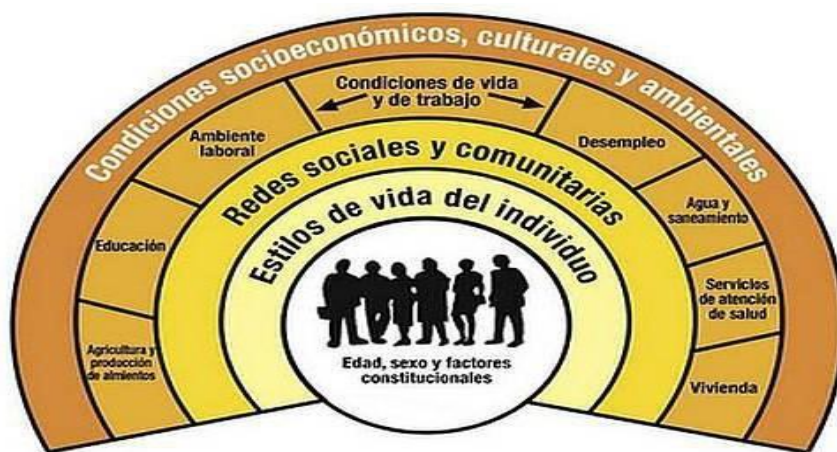 Condiciones socioeconómicos, culturales y ambientales
Condiciones de vida
y de trabajo
Ambiente
laboral
Desempleo
Redes sociales y comunitarias
Agua y
saneamiento
Educación
Estilos de vida del individuo
Servicios
de atención
de salud
Agricultura y
producción
de almientos
Edad, sexo y factores
constitucionales
Vivienda